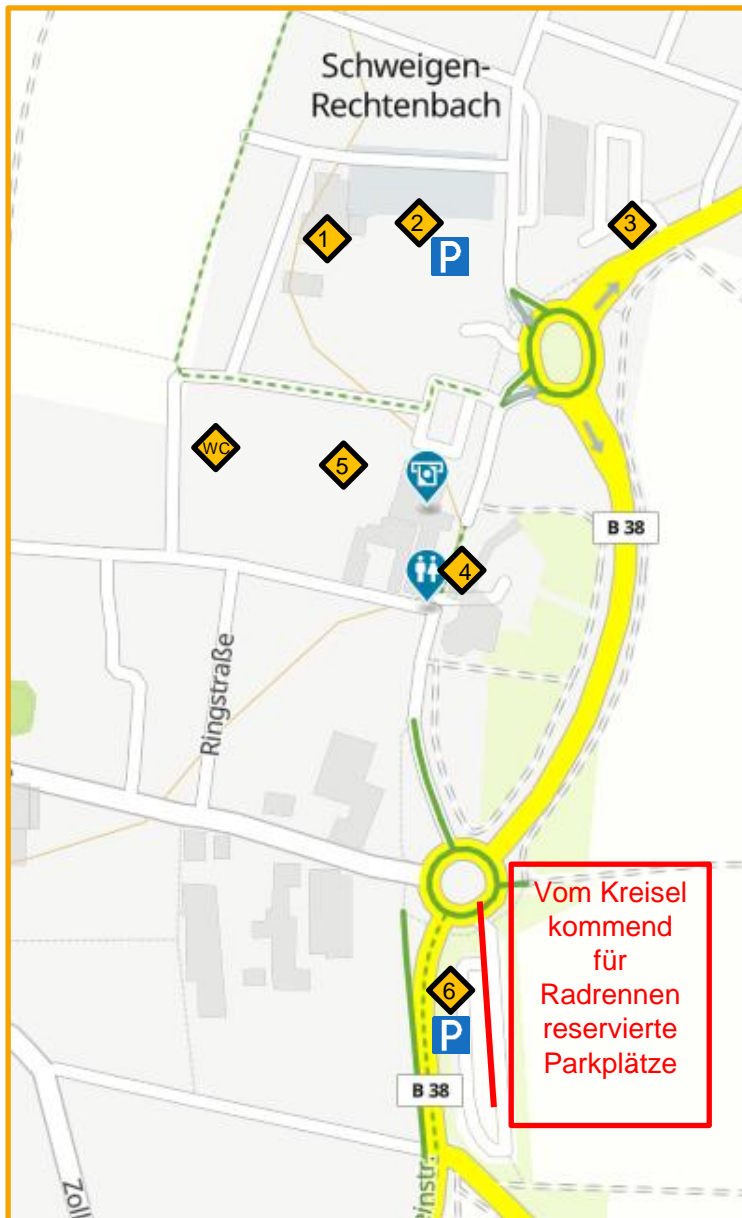 Schweigen-
Rechtenbach
1
2
3
P
WC
5
B 38
4
Ringstraße
Vom Kreisel
kommend
für
Radrennen
reservierte
Parkplätze
6
P
B 38